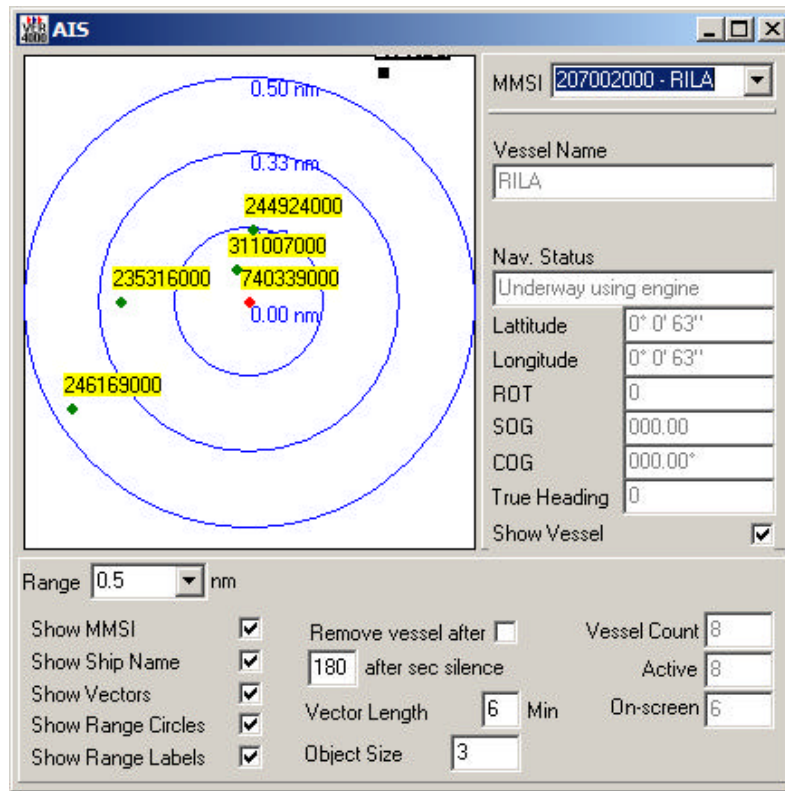 VER 4000 AIS
0.50 nm
0.33 nm
244924000
311007000
235316000
740339000
0.00 nm
246169000
MMSI 207002000 - RILA
Vessel Name
RILA
Nav. Status
Underway using engine
Lattitude 0° 0' 63''
Longitude 0° 0' 63''
ROT 0
SOG 000.00
COG 000.00°
True Heading 0
Show Vessel
Range 0.5 nm
Show MMSI
Show Ship Name
Show Vectors
Show Range Circles
Show Range Labels
Remove vessel after
180 after sec silence
Vector Length 6 Min
Object Size 3
Vessel Count 8
Active 8
On-screen 6